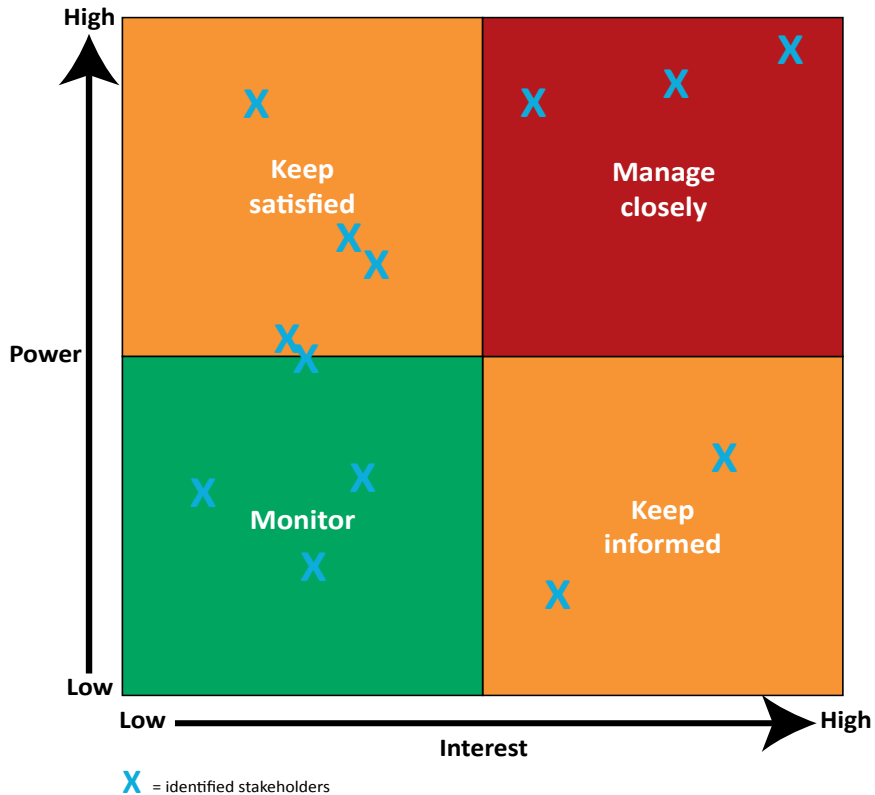 High
X
X
X
X
Keep
satisfied
Manage
closely
X
X
X
Power
X
X
X
X
Monitor
Keep
informed
X
X
Low
Low
High
Interest
X = identified stakeholders